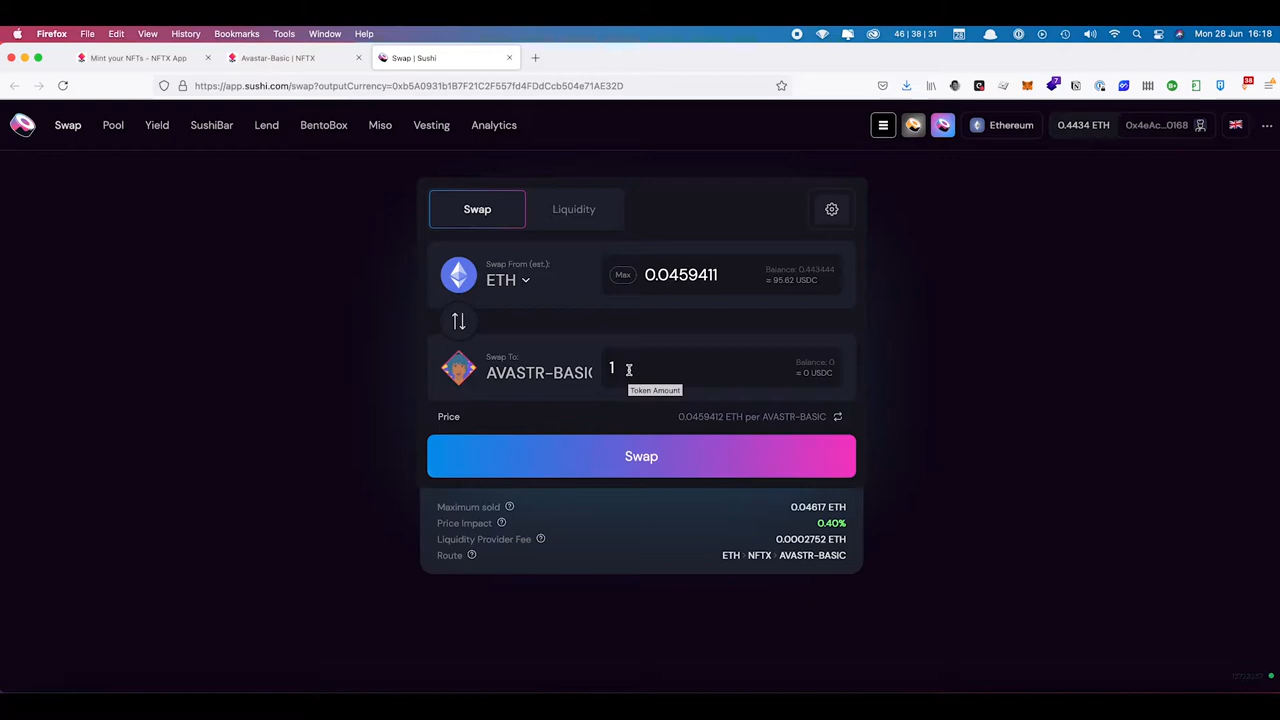 Firefox File Edit View History Bookmarks Tools Window Help 46 | 38 | 31 28 Mon 28 Jun 16:18
Mint your NFTs - NFTX App × Avastar-Basic | NFTX × Swap | Sushi × +
https://app.sushi.com/swap?outputCurrency=0xb5A0931b1B7F21C2F557fd4FDdCcb504e71AE32D 7 38
Swap Pool Yield SushiBar Lend BentoBox Miso Vesting Analytics Ethereum 0.4434 ETH 0x4eAc...0168
Swap Liquidity
Swap From (est.):
ETH
Max 0.0459411
Balance: 0.443444
≈ 95.62 USDC
Swap To:
AVASTR-BASIC
1
Balance: 0
≈ 0 USDC
Token Amount
Price 0.0459412 ETH per AVASTR-BASIC
Swap
Maximum sold 0.04617 ETH
Price Impact 0.40%
Liquidity Provider Fee 0.0002752 ETH
Route ETH > NFTX > AVASTR-BASIC